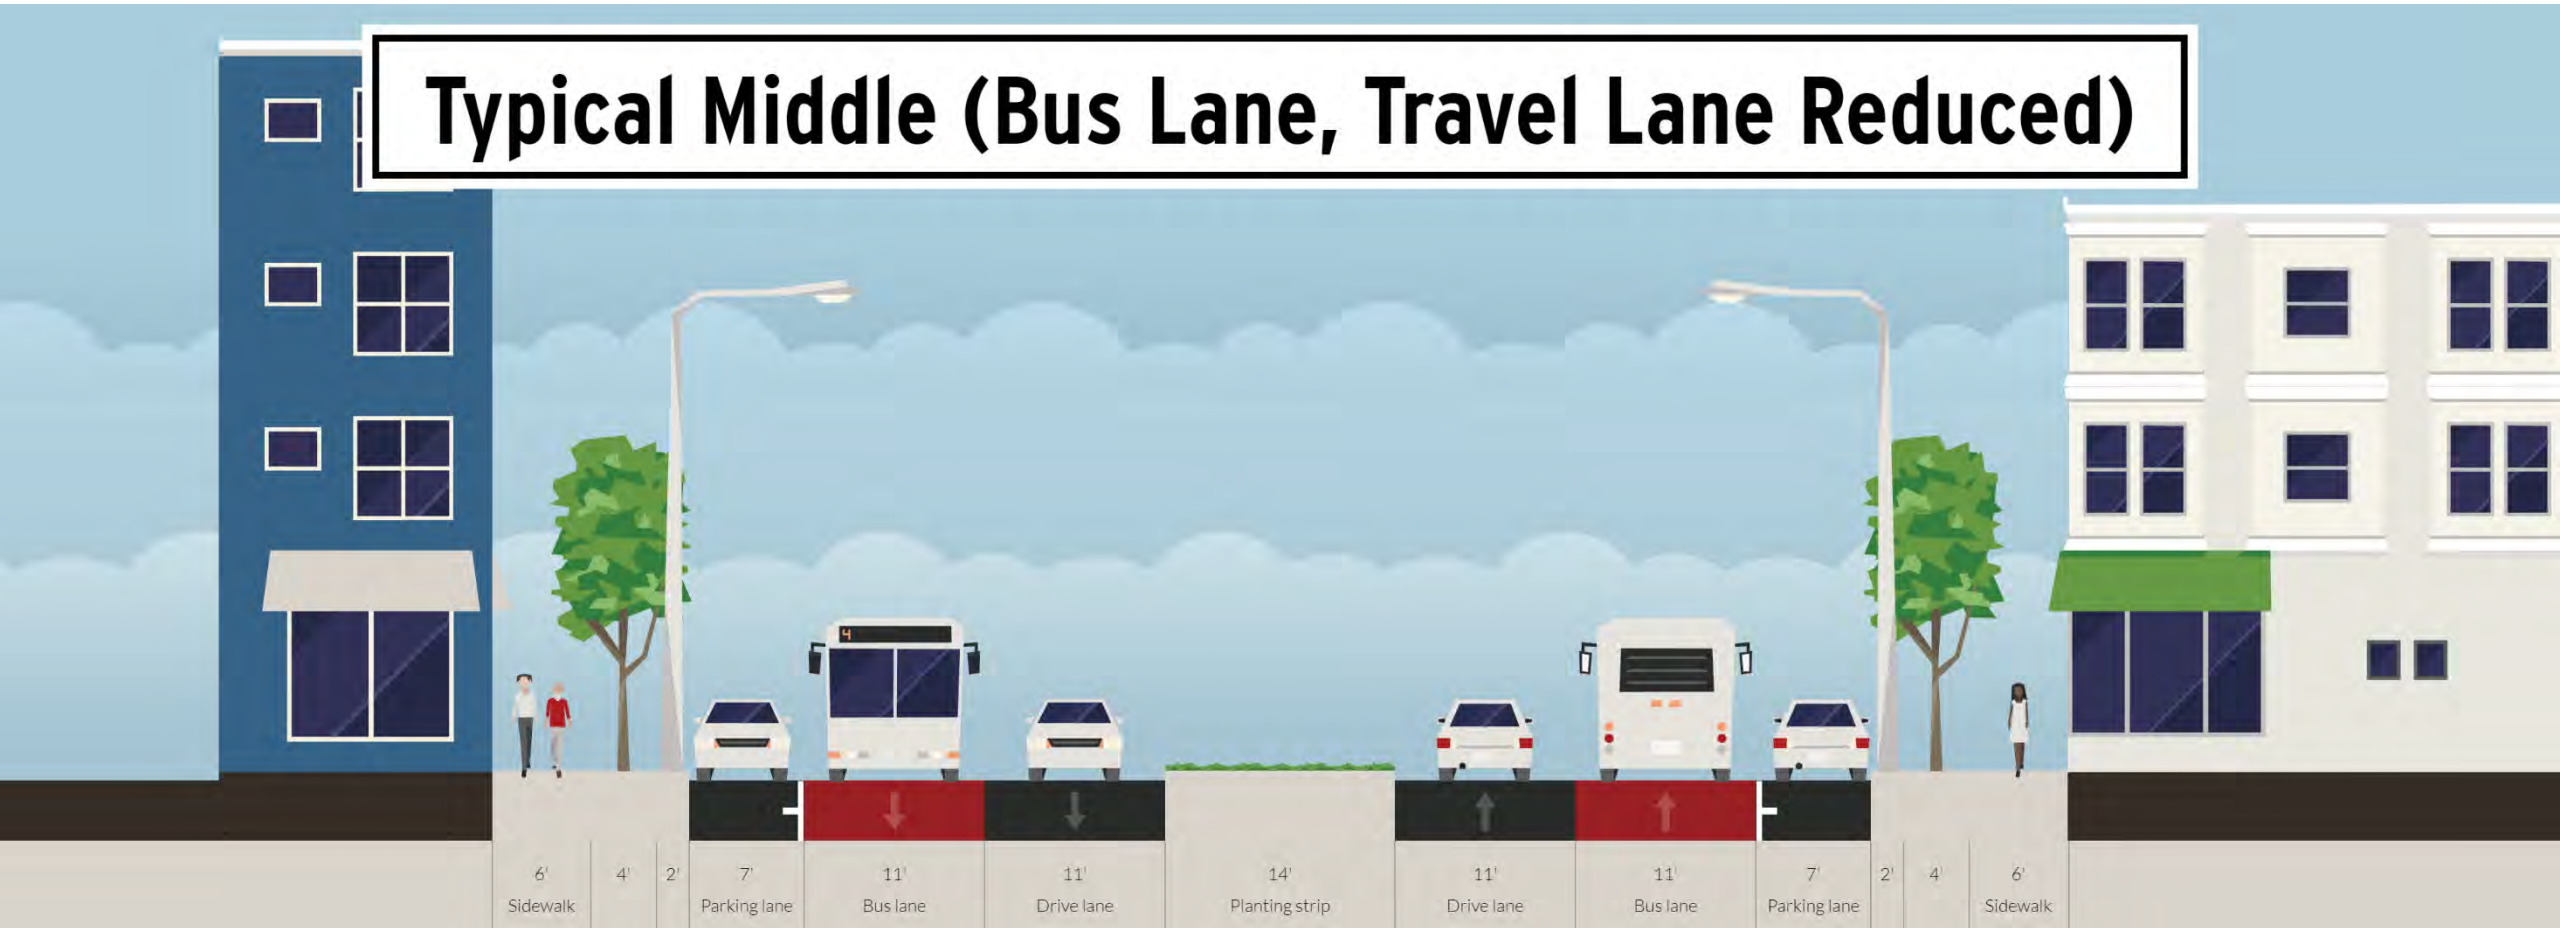 Typical Middle (Bus Lane, Travel Lane Reduced)
4
6' 4' 2' 7' 11' 11' 14' 11' 11' 7' 2' 4' 6'
Sidewalk Parking lane Bus lane Drive lane Planting strip Drive lane Bus lane Parking lane Sidewalk